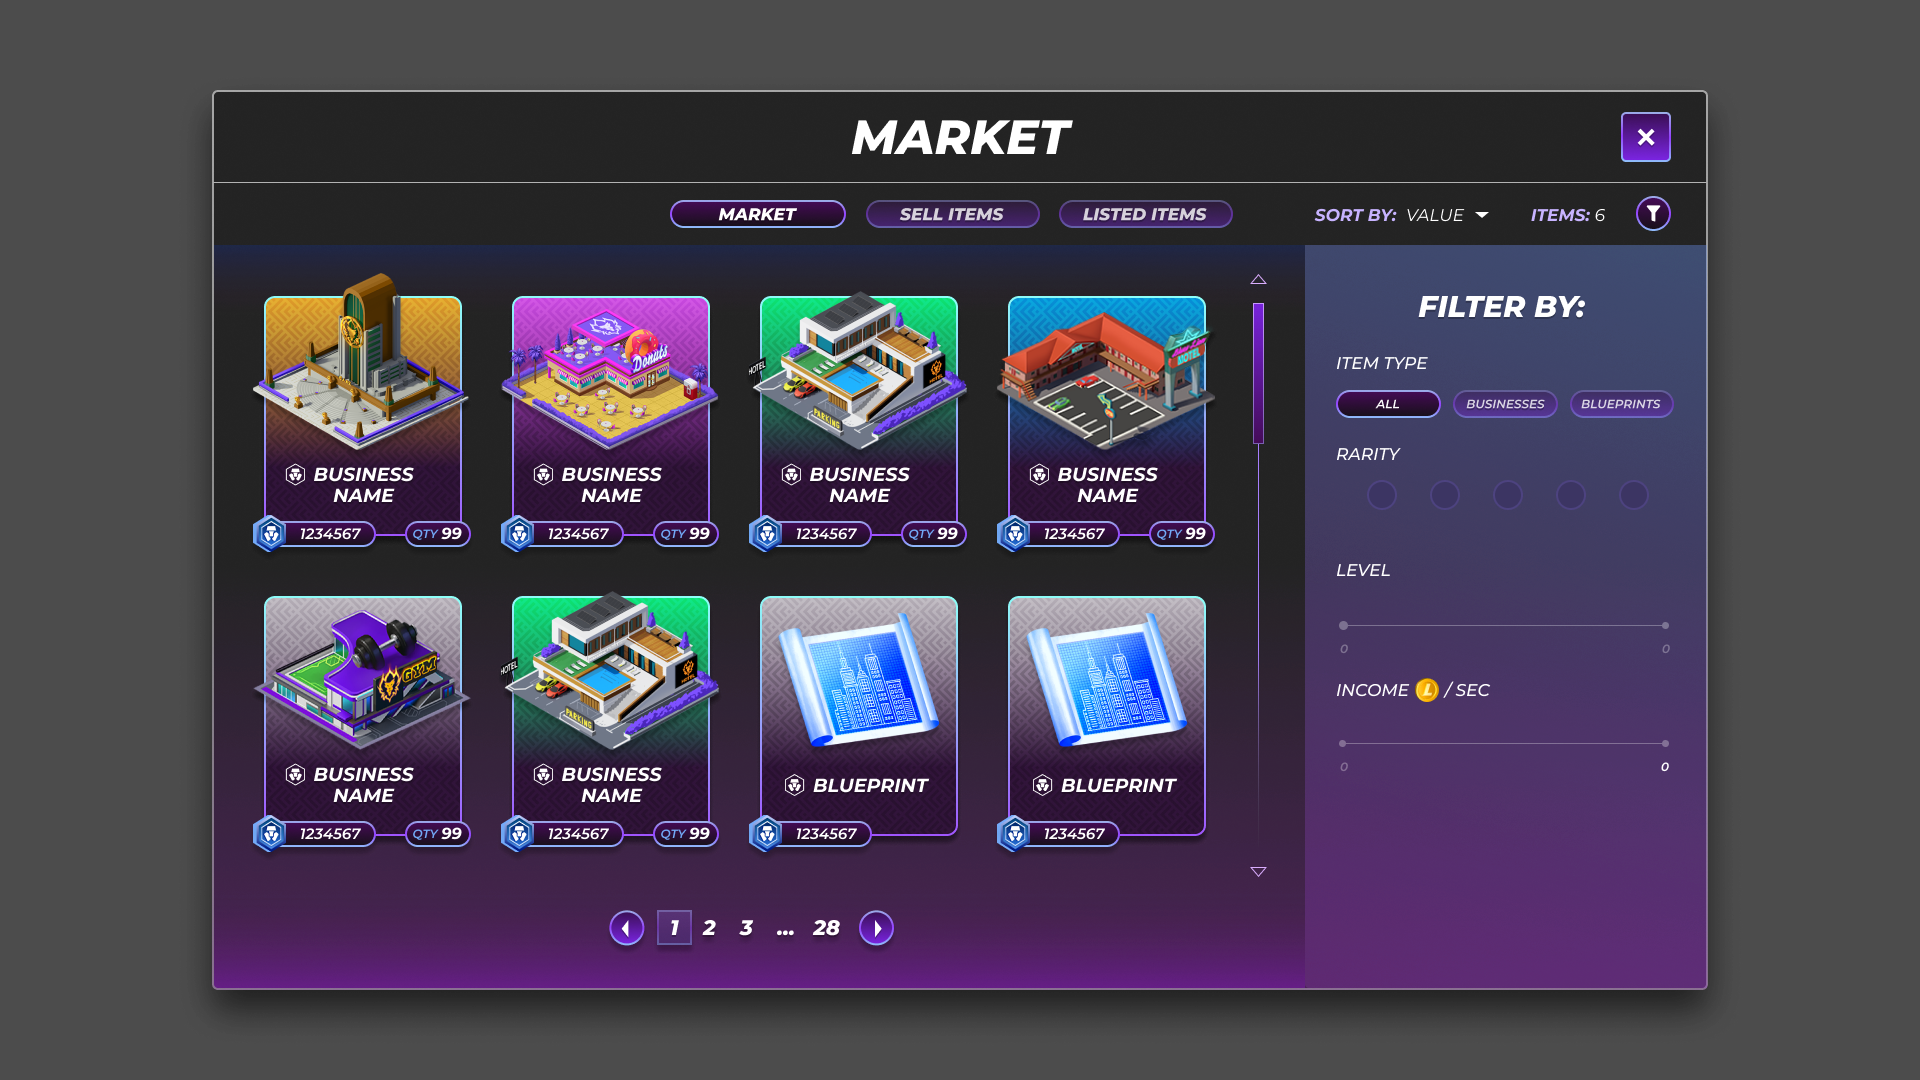 MARKET
MARKET
SELL ITEMS
LISTED ITEMS
SORT BY: VALUE
ITEMS: 6
FILTER BY:
ITEM TYPE
ALL
BUSINESSES
BLUEPRINTS
RARITY
LEVEL
0
0
INCOME L / SEC
0
0
BUSINESS
NAME
1234567
QTY 99
Donuts
BUSINESS
NAME
1234567
QTY 99
HOTEL
PARKING
HOTEL
BUSINESS
NAME
1234567
QTY 99
MOTEL
BUSINESS
NAME
1234567
QTY 99
GYM
BUSINESS
NAME
1234567
QTY 99
HOTEL
PARKING
HOTEL
BUSINESS
NAME
1234567
QTY 99
BLUEPRINT
1234567
BLUEPRINT
1234567
1 2 3 ... 28